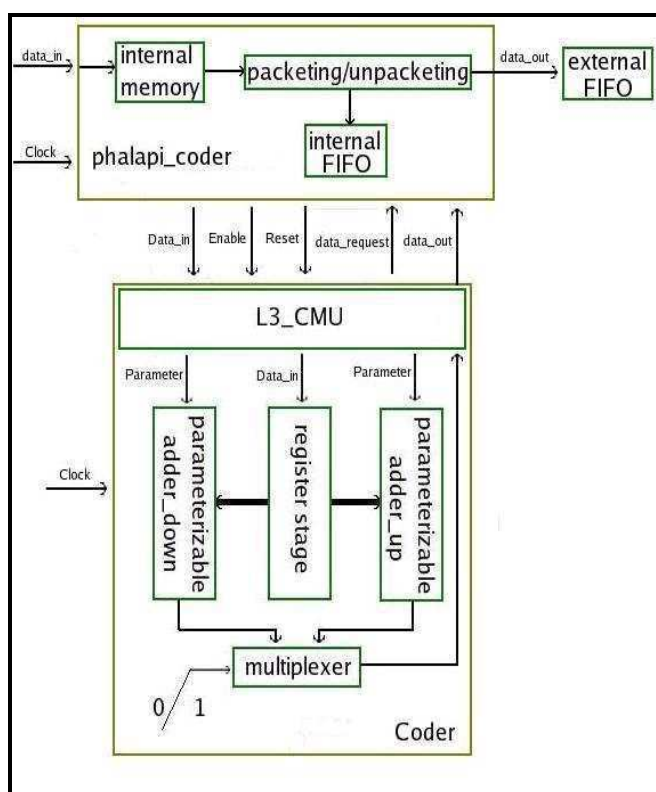 data_in
internal
memory
packeting/unpacketing
data_out
external
FIFO
internal
FIFO
Clock
phalapi_coder
Data_in
Enable
Reset
data_request
data_out
L3_CMU
Parameter
Data_in
Parameter
parameterizable
adder_down
register stage
parameterizable
adder_up
Clock
multiplexer
0 1
Coder